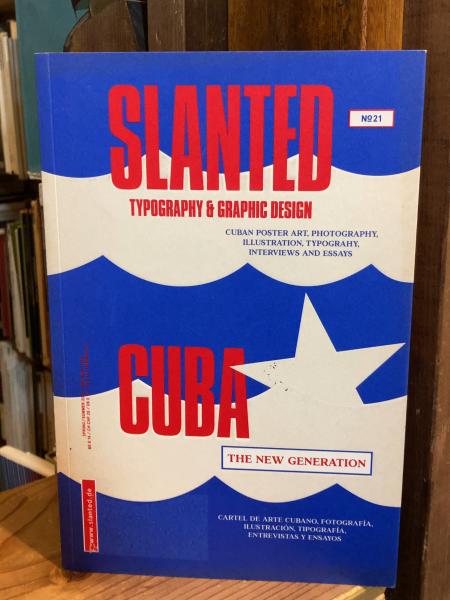 SLANTED
Nº21
TYPOGRAPHY & GRAPHIC DESIGN
CUBAN POSTER ART, PHOTOGRAPHY,
ILLUSTRATION, TYPOGRAHY,
INTERVIEWS AND ESSAYS
CUBA
THE NEW GENERATION
www.slanted.de
CARTEL DE ARTE CUBANO, FOTOGRAFÍA,
ILUSTRACIÓN, TIPOGRAFÍA,
ENTREVISTAS Y ENSAYOS